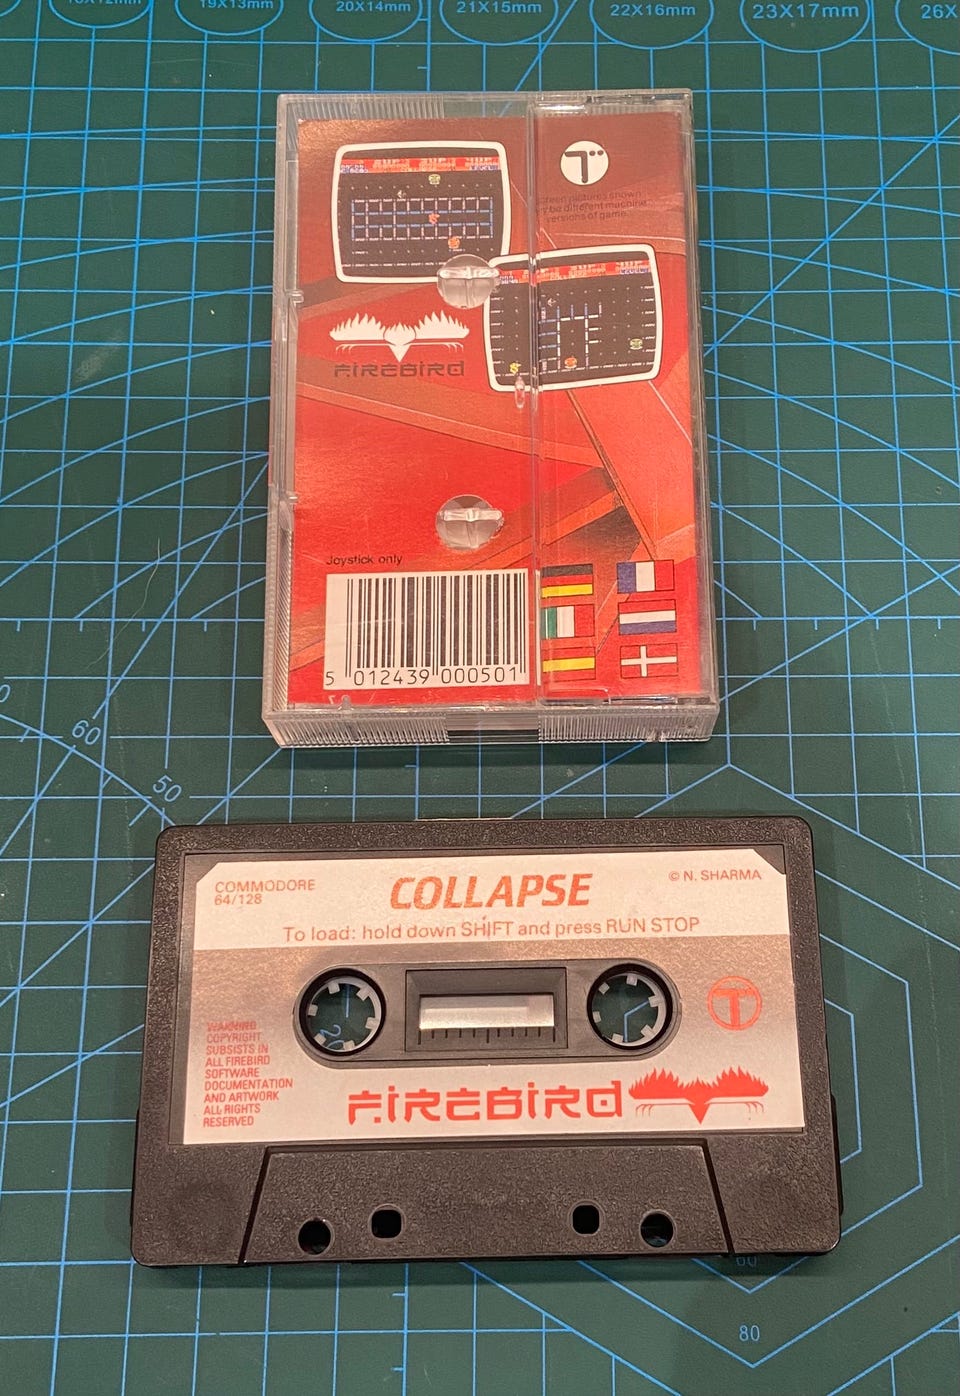 19X13mm
20X14mm
21X15mm
22X16mm
23X17mm
26X
Screen pictures shown
may be different machine
versions of game.
FIREBIRD
Joystick only
5 012439 000501
60
50
COMMODORE
64/128
COLLAPSE
© N. SHARMA
To load: hold down SHIFT and press RUN STOP
WARNING
COPYRIGHT
SUBSISTS IN
ALL FIREBIRD
SOFTWARE
DOCUMENTATION
AND ARTWORK
ALL RIGHTS
RESERVED
FIREBIRD
60
80